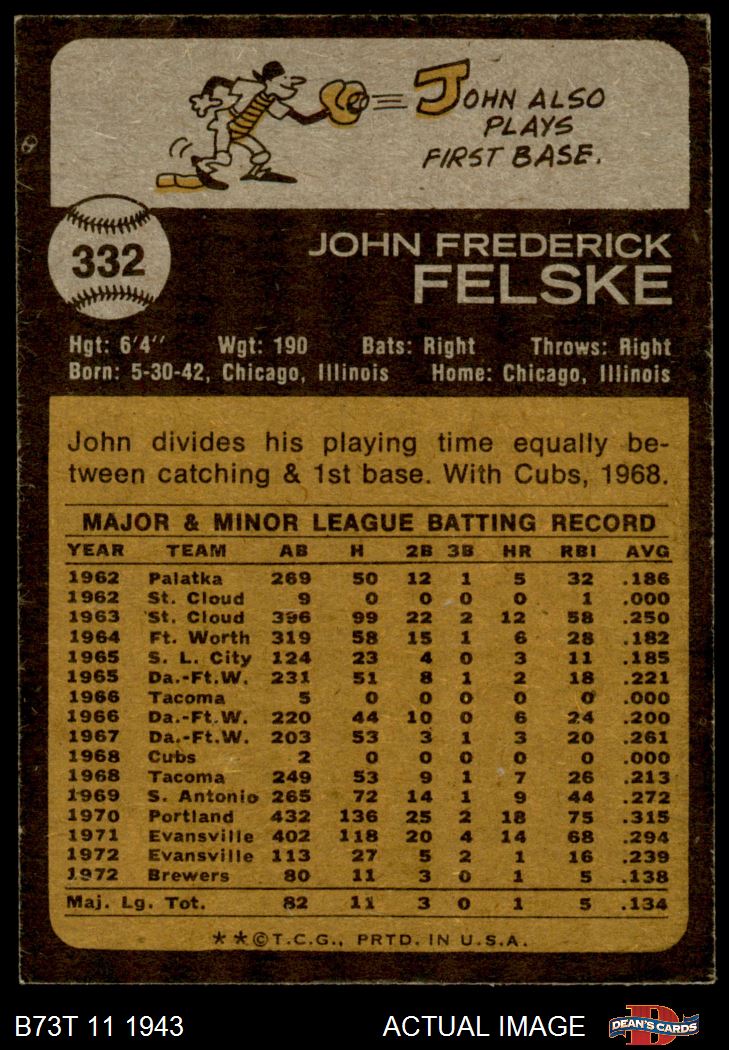 JOHN ALSO
PLAYS
FIRST BASE.
332
JOHN FREDERICK
FELSKE
Hgt: 6'4" Wgt: 190 Bats: Right Throws: Right
Born: 5-30-42, Chicago, Illinois Home: Chicago, Illinois
John divides his playing time equally be-
tween catching & 1st base. With Cubs, 1968.
MAJOR & MINOR LEAGUE BATTING RECORD
YEAR TEAM AB H 2B 3B HR RBI AVG
1962 Palatka 269 50 12 1 5 32 .186
1962 St. Cloud 9 0 0 0 0 1 .000
1963 St. Cloud 396 99 22 2 12 58 .250
1964 Ft. Worth 319 58 15 1 6 28 .182
1965 S. L. City 124 23 4 0 3 11 .185
1965 Da.-Ft.W. 231 51 8 1 2 18 .221
1966 Tacoma 5 0 0 0 0 0 .000
1966 Da.-Ft.W. 220 44 10 0 6 24 .200
1967 Da.-Ft.W. 203 53 3 1 3 20 .261
1968 Cubs 2 0 0 0 0 0 .000
1968 Tacoma 249 53 9 1 7 26 .213
1969 S. Antonio 265 72 14 1 9 44 .272
1970 Portland 432 136 25 2 18 75 .315
1971 Evansville 402 118 20 4 14 68 .294
1972 Evansville 113 27 5 2 1 16 .239
1972 Brewers 80 11 3 0 1 5 .138
Maj. Lg. Tot. 82 11 3 0 1 5 .134
* * © T.C.G., PRTD. IN U.S.A.
B73T 11 1943 ACTUAL IMAGE D DEAN'S CARDS